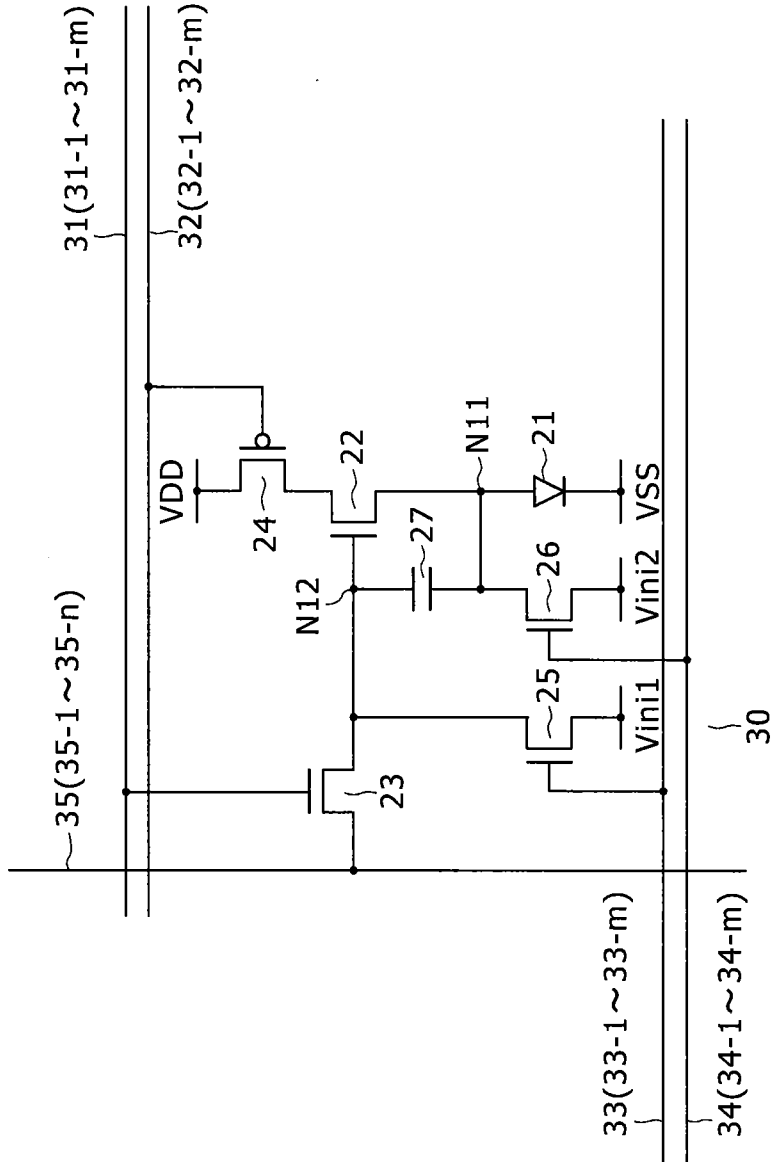 31(31-1～31-m)
32(32-1～32-m)
35(35-1～35-n)
VDD
24
22
N12
27
N11
21
23
25
26
Vini1
Vini2
VSS
33(33-1～33-m)
34(34-1～34-m)
30